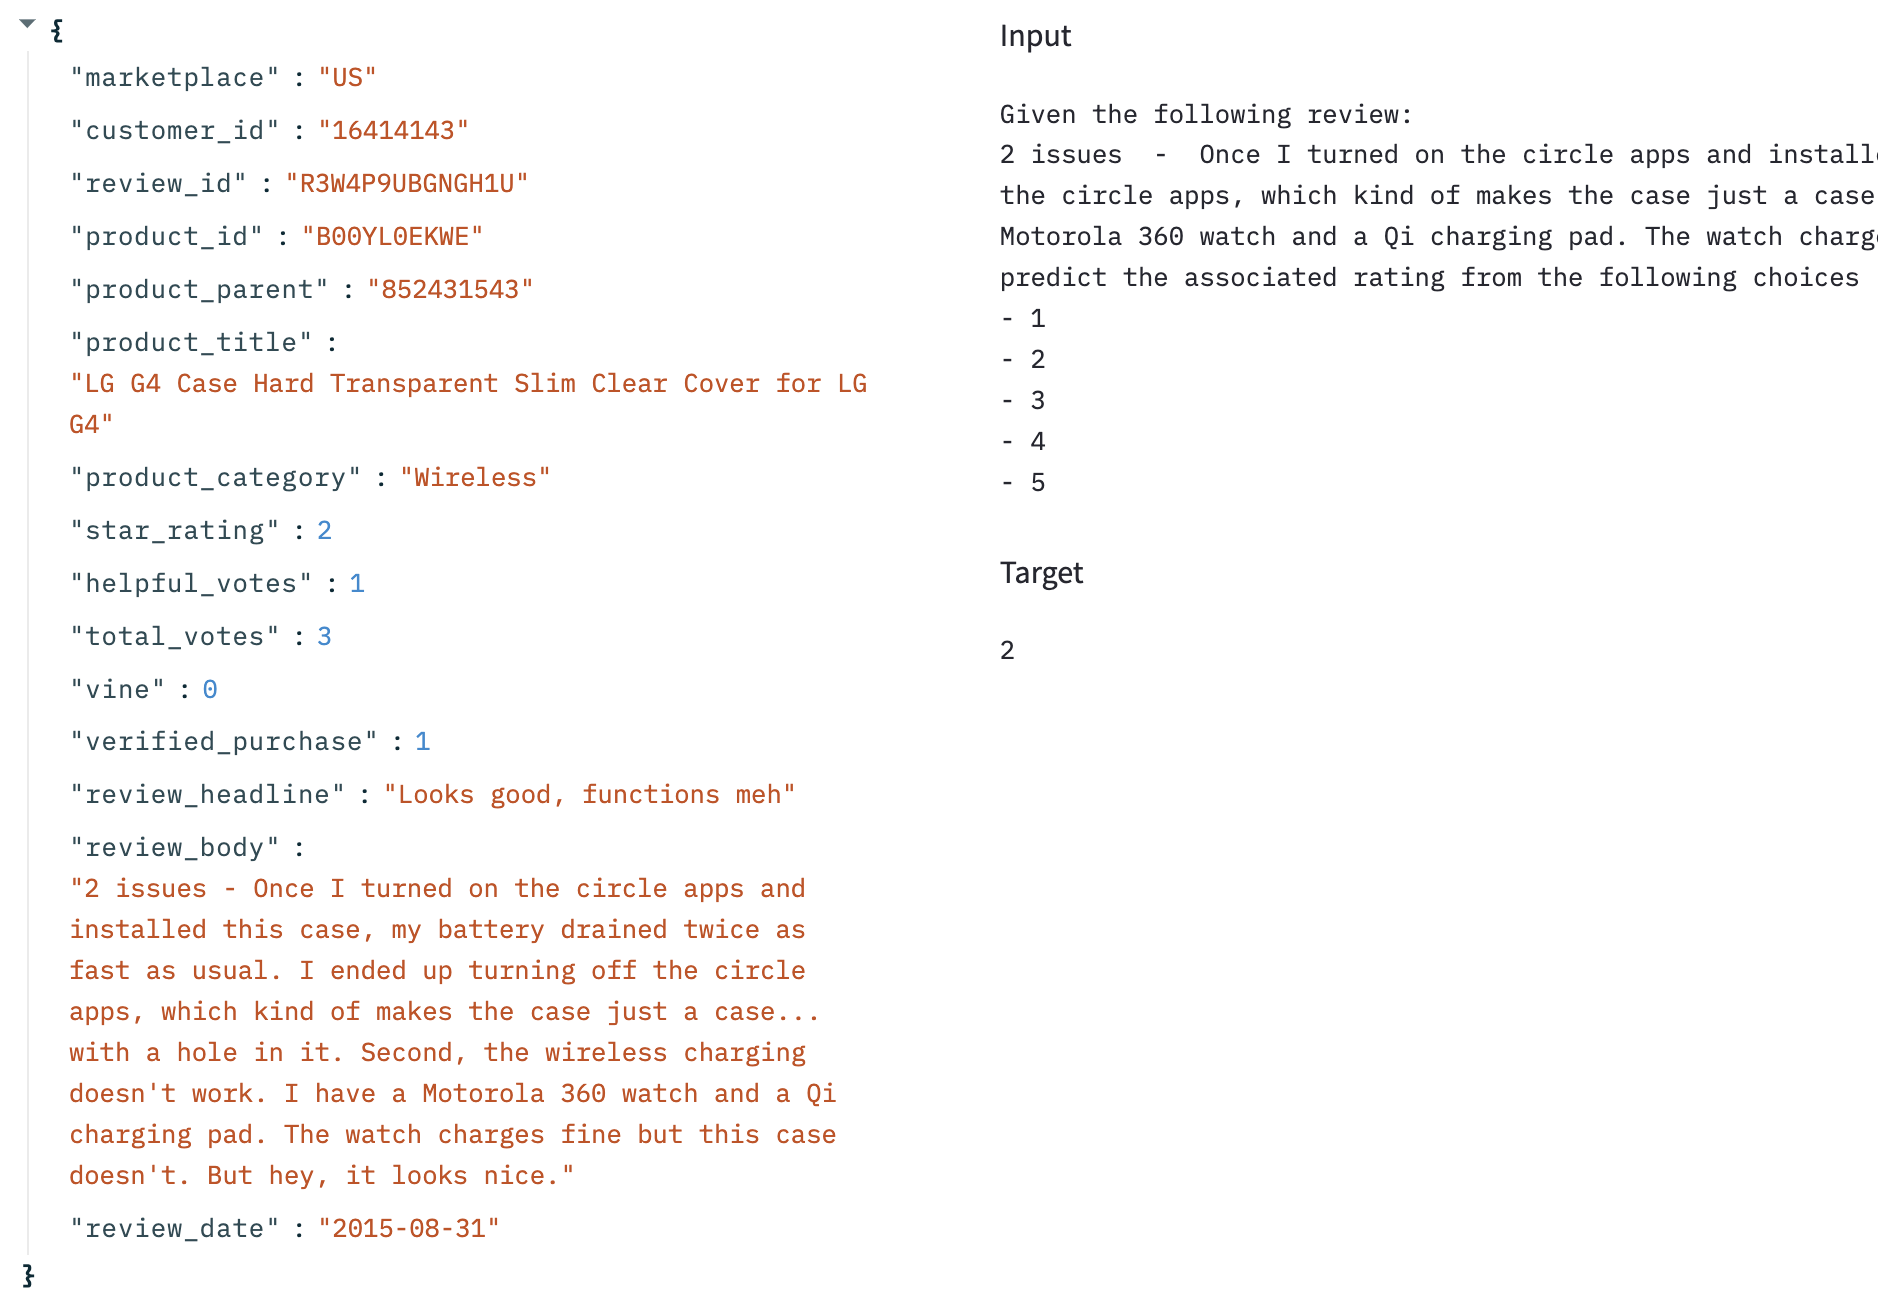 {
"marketplace" : "US"
"customer_id" : "16414143"
"review_id" : "R3W4P9UBGNGH1U"
"product_id" : "B00YL0EKWE"
"product_parent" : "852431543"
"product_title" :
"LG G4 Case Hard Transparent Slim Clear Cover for LG
G4"
"product_category" : "Wireless"
"star_rating" : 2
"helpful_votes" : 1
"total_votes" : 3
"vine" : 0
"verified_purchase" : 1
"review_headline" : "Looks good, functions meh"
"review_body" :
"2 issues - Once I turned on the circle apps and
installed this case, my battery drained twice as
fast as usual. I ended up turning off the circle
apps, which kind of makes the case just a case...
with a hole in it. Second, the wireless charging
doesn't work. I have a Motorola 360 watch and a Qi
charging pad. The watch charges fine but this case
doesn't. But hey, it looks nice."
"review_date" : "2015-08-31"
}
Input
Given the following review:
2 issues  -  Once I turned on the circle apps and
the circle apps, which kind of makes the case just a case
Motorola 360 watch and a Qi charging pad. The watch
predict the associated rating from the following choices
- 1
- 2
- 3
- 4
- 5
Target
2